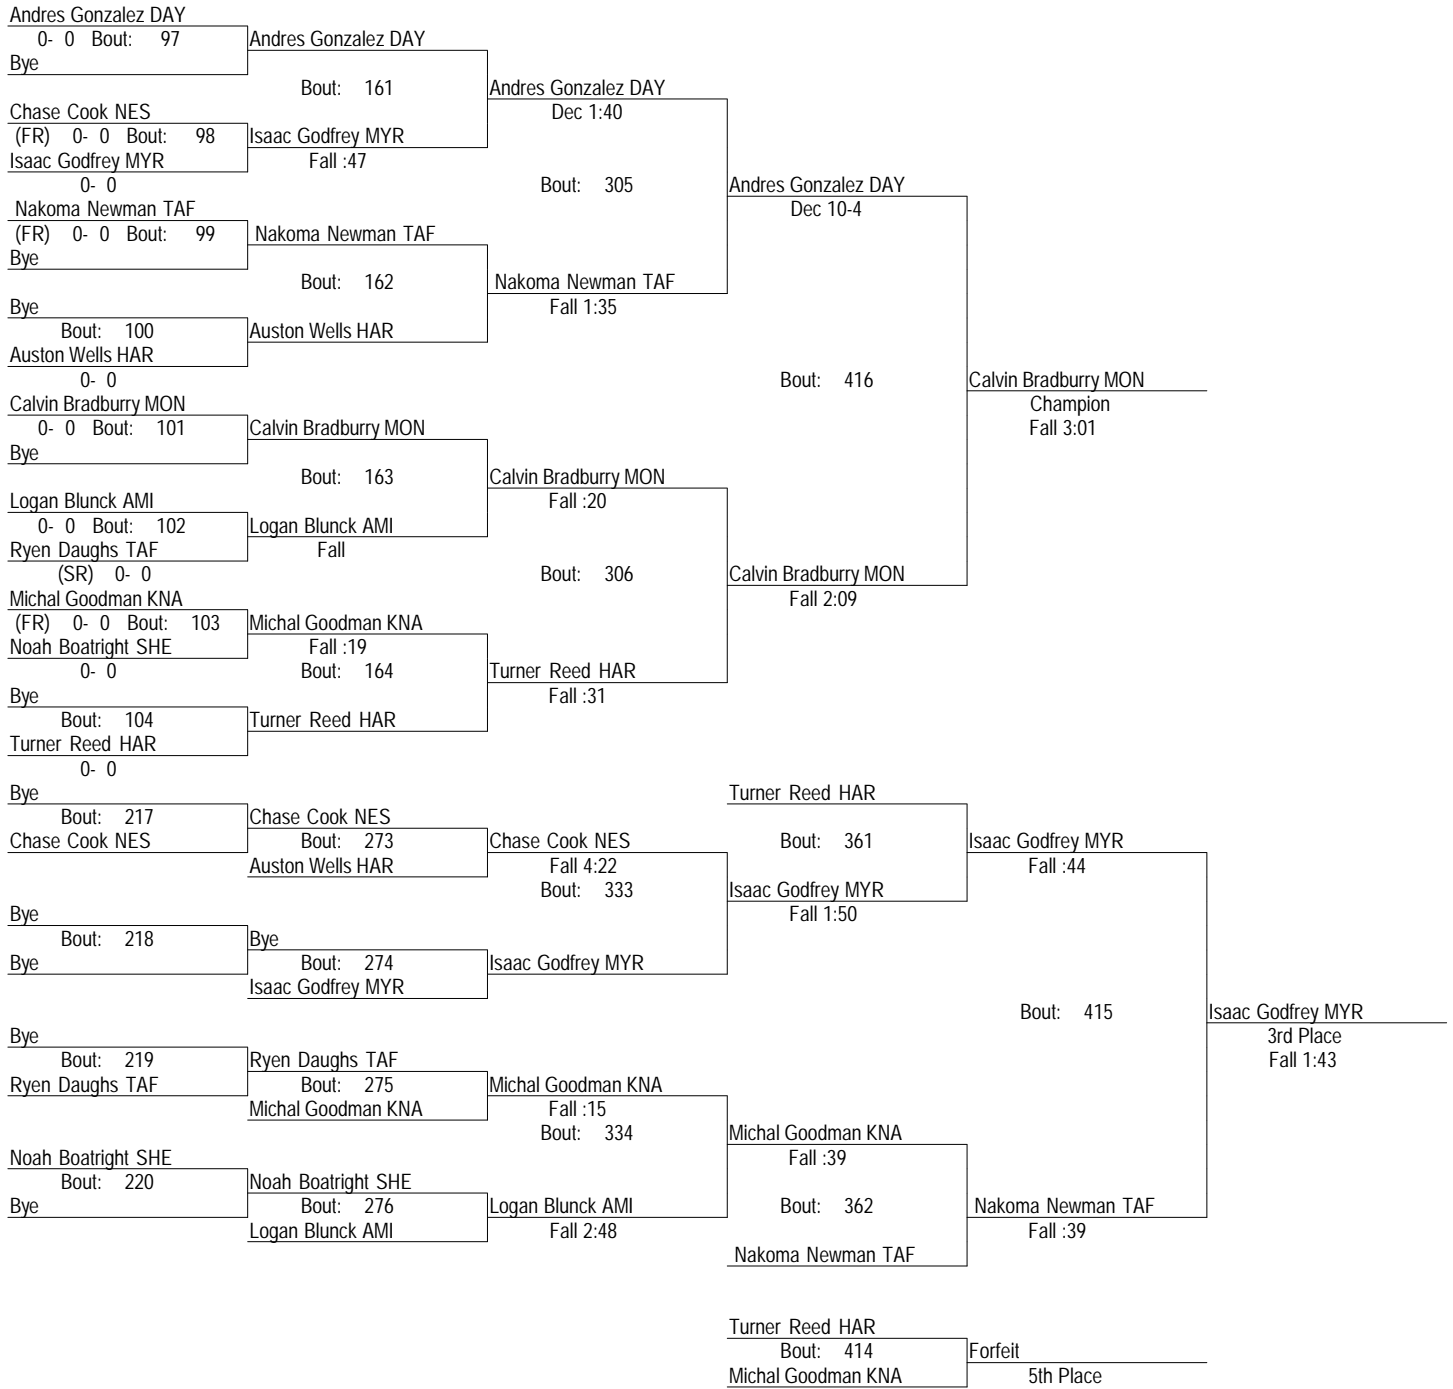 Andres Gonzalez DAY
0- 0 Bout: 97
Bye
Andres Gonzalez DAY
Bout: 161
Chase Cook NES
(FR) 0- 0 Bout: 98
Isaac Godfrey MYR
0- 0
Isaac Godfrey MYR
Fall :47
Andres Gonzalez DAY
Dec 1:40
Bout: 305
Nakoma Newman TAF
(FR) 0- 0 Bout: 99
Bye
Nakoma Newman TAF
Bout: 162
Bye
Bout: 100
Auston Wells HAR
0- 0
Auston Wells HAR
Nakoma Newman TAF
Fall 1:35
Andres Gonzalez DAY
Dec 10-4
Bout: 416
Calvin Bradburry MON
0- 0 Bout: 101
Bye
Calvin Bradburry MON
Bout: 163
Logan Blunck AMI
0- 0 Bout: 102
Ryen Daughs TAF
(SR) 0- 0
Logan Blunck AMI
Fall
Calvin Bradburry MON
Fall :20
Bout: 306
Michal Goodman KNA
(FR) 0- 0 Bout: 103
Noah Boatright SHE
0- 0
Michal Goodman KNA
Fall :19
Bout: 164
Bye
Bout: 104
Turner Reed HAR
0- 0
Turner Reed HAR
Turner Reed HAR
Fall :31
Calvin Bradburry MON
Fall 2:09
Calvin Bradburry MON
Champion
Fall 3:01
Bye
Bout: 217
Chase Cook NES
Chase Cook NES
Bout: 273
Auston Wells HAR
Chase Cook NES
Fall 4:22
Bout: 333
Bye
Bout: 218
Bye
Bye
Bout: 274
Isaac Godfrey MYR
Isaac Godfrey MYR
Turner Reed HAR
Bout: 361
Isaac Godfrey MYR
Fall 1:50
Isaac Godfrey MYR
Fall :44
Bout: 415
Bye
Bout: 219
Ryen Daughs TAF
Ryen Daughs TAF
Bout: 275
Michal Goodman KNA
Michal Goodman KNA
Fall :15
Bout: 334
Noah Boatright SHE
Bout: 220
Bye
Noah Boatright SHE
Bout: 276
Logan Blunck AMI
Logan Blunck AMI
Fall 2:48
Michal Goodman KNA
Fall :39
Bout: 362
Nakoma Newman TAF
Nakoma Newman TAF
Fall :39
Isaac Godfrey MYR
3rd Place
Fall 1:43
Turner Reed HAR
Bout: 414
Michal Goodman KNA
Forfeit
5th Place